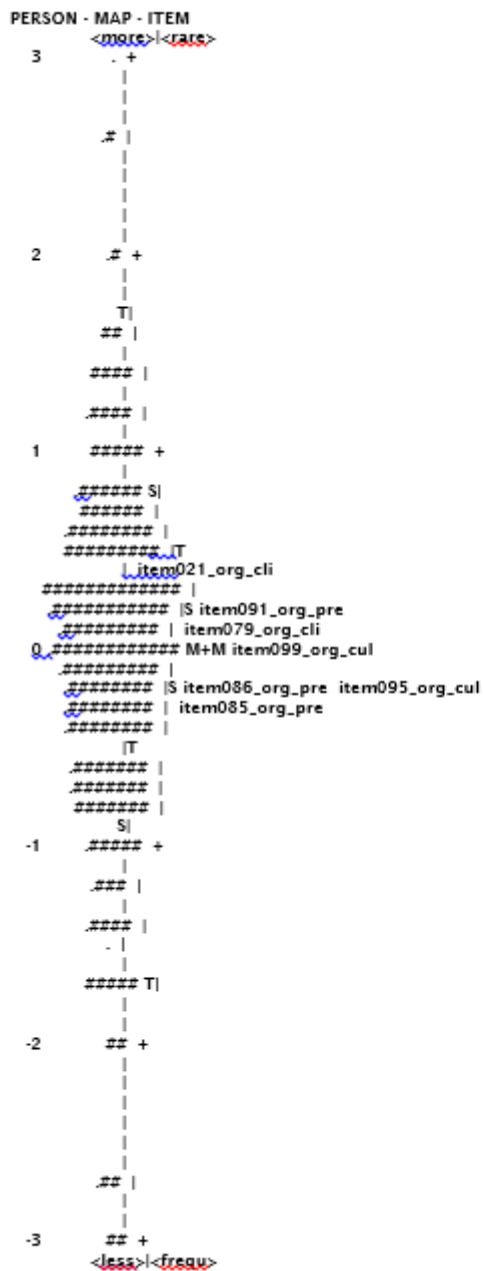 PERSON - MAP - ITEM
<more>|<rare>
3 . +
|
|
|
.# |
|
|
|
|
|
2 .# +
|
|
T|
## |
|
#### |
|
.#### |
|
1 ##### +
|
.###### S|
###### |
.######## |
######### |T
| item021_org_cli
############# |
.########### |S item091_org_pre
.######### | item079_org_cli
0 .############ M+M item099_org_cul
.######### |
.######## |S item086_org_pre item095_org_cul
.######## | item085_org_pre
.######## |
|T
.####### |
.####### |
####### |
S|
-1 .##### +
|
.### |
|
.#### |
. |
|
##### T|
|
|
-2 ## +
|
|
|
|
|
|
.## |
|
|
-3 ## +
<less>|<frequ>